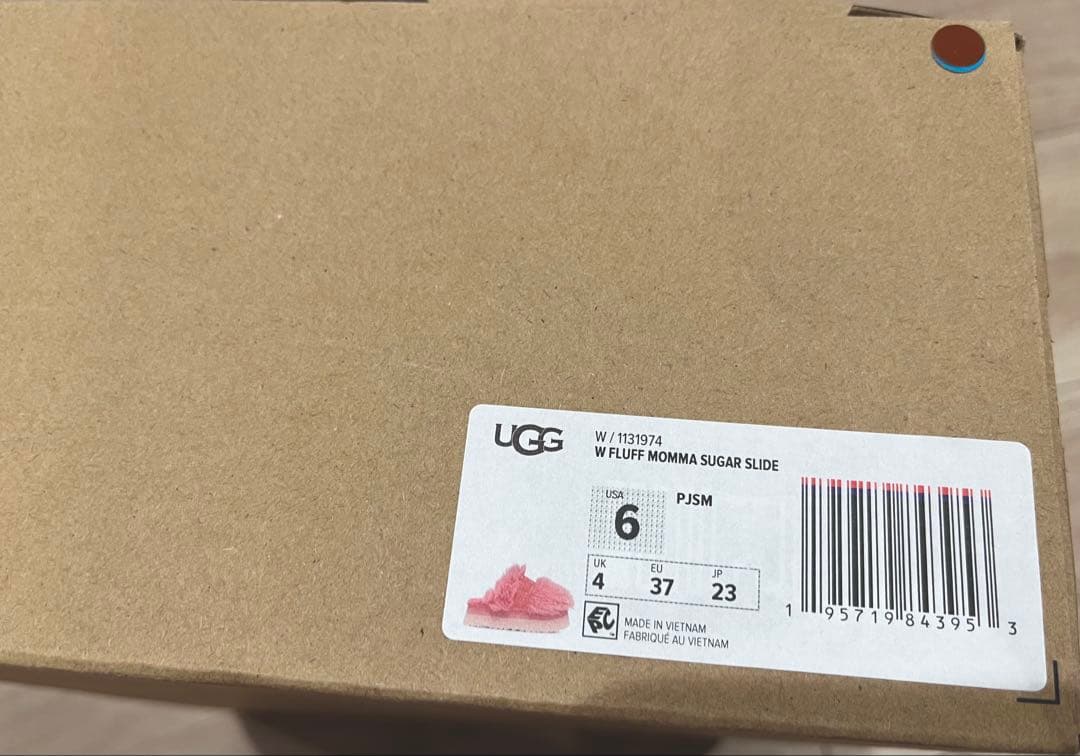 UGG
W / 1131974
W FLUFF MOMMA SUGAR SLIDE
USA
6
PJSM
UK
4
EU
37
JP
23
MADE IN VIETNAM
FABRIQUÉ AU VIETNAM
1 95719 84395 3